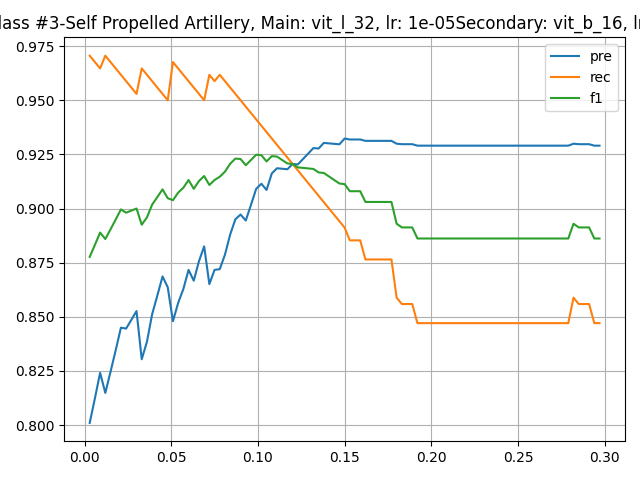 lass #3-Self Propelled Artillery, Main: vit_l_32, lr: 1e-05Secondary: vit_b_16, l
0.975
0.950
0.925
0.900
0.875
0.850
0.825
0.800
0.00 0.05 0.10 0.15 0.20 0.25 0.30
pre
rec
f1